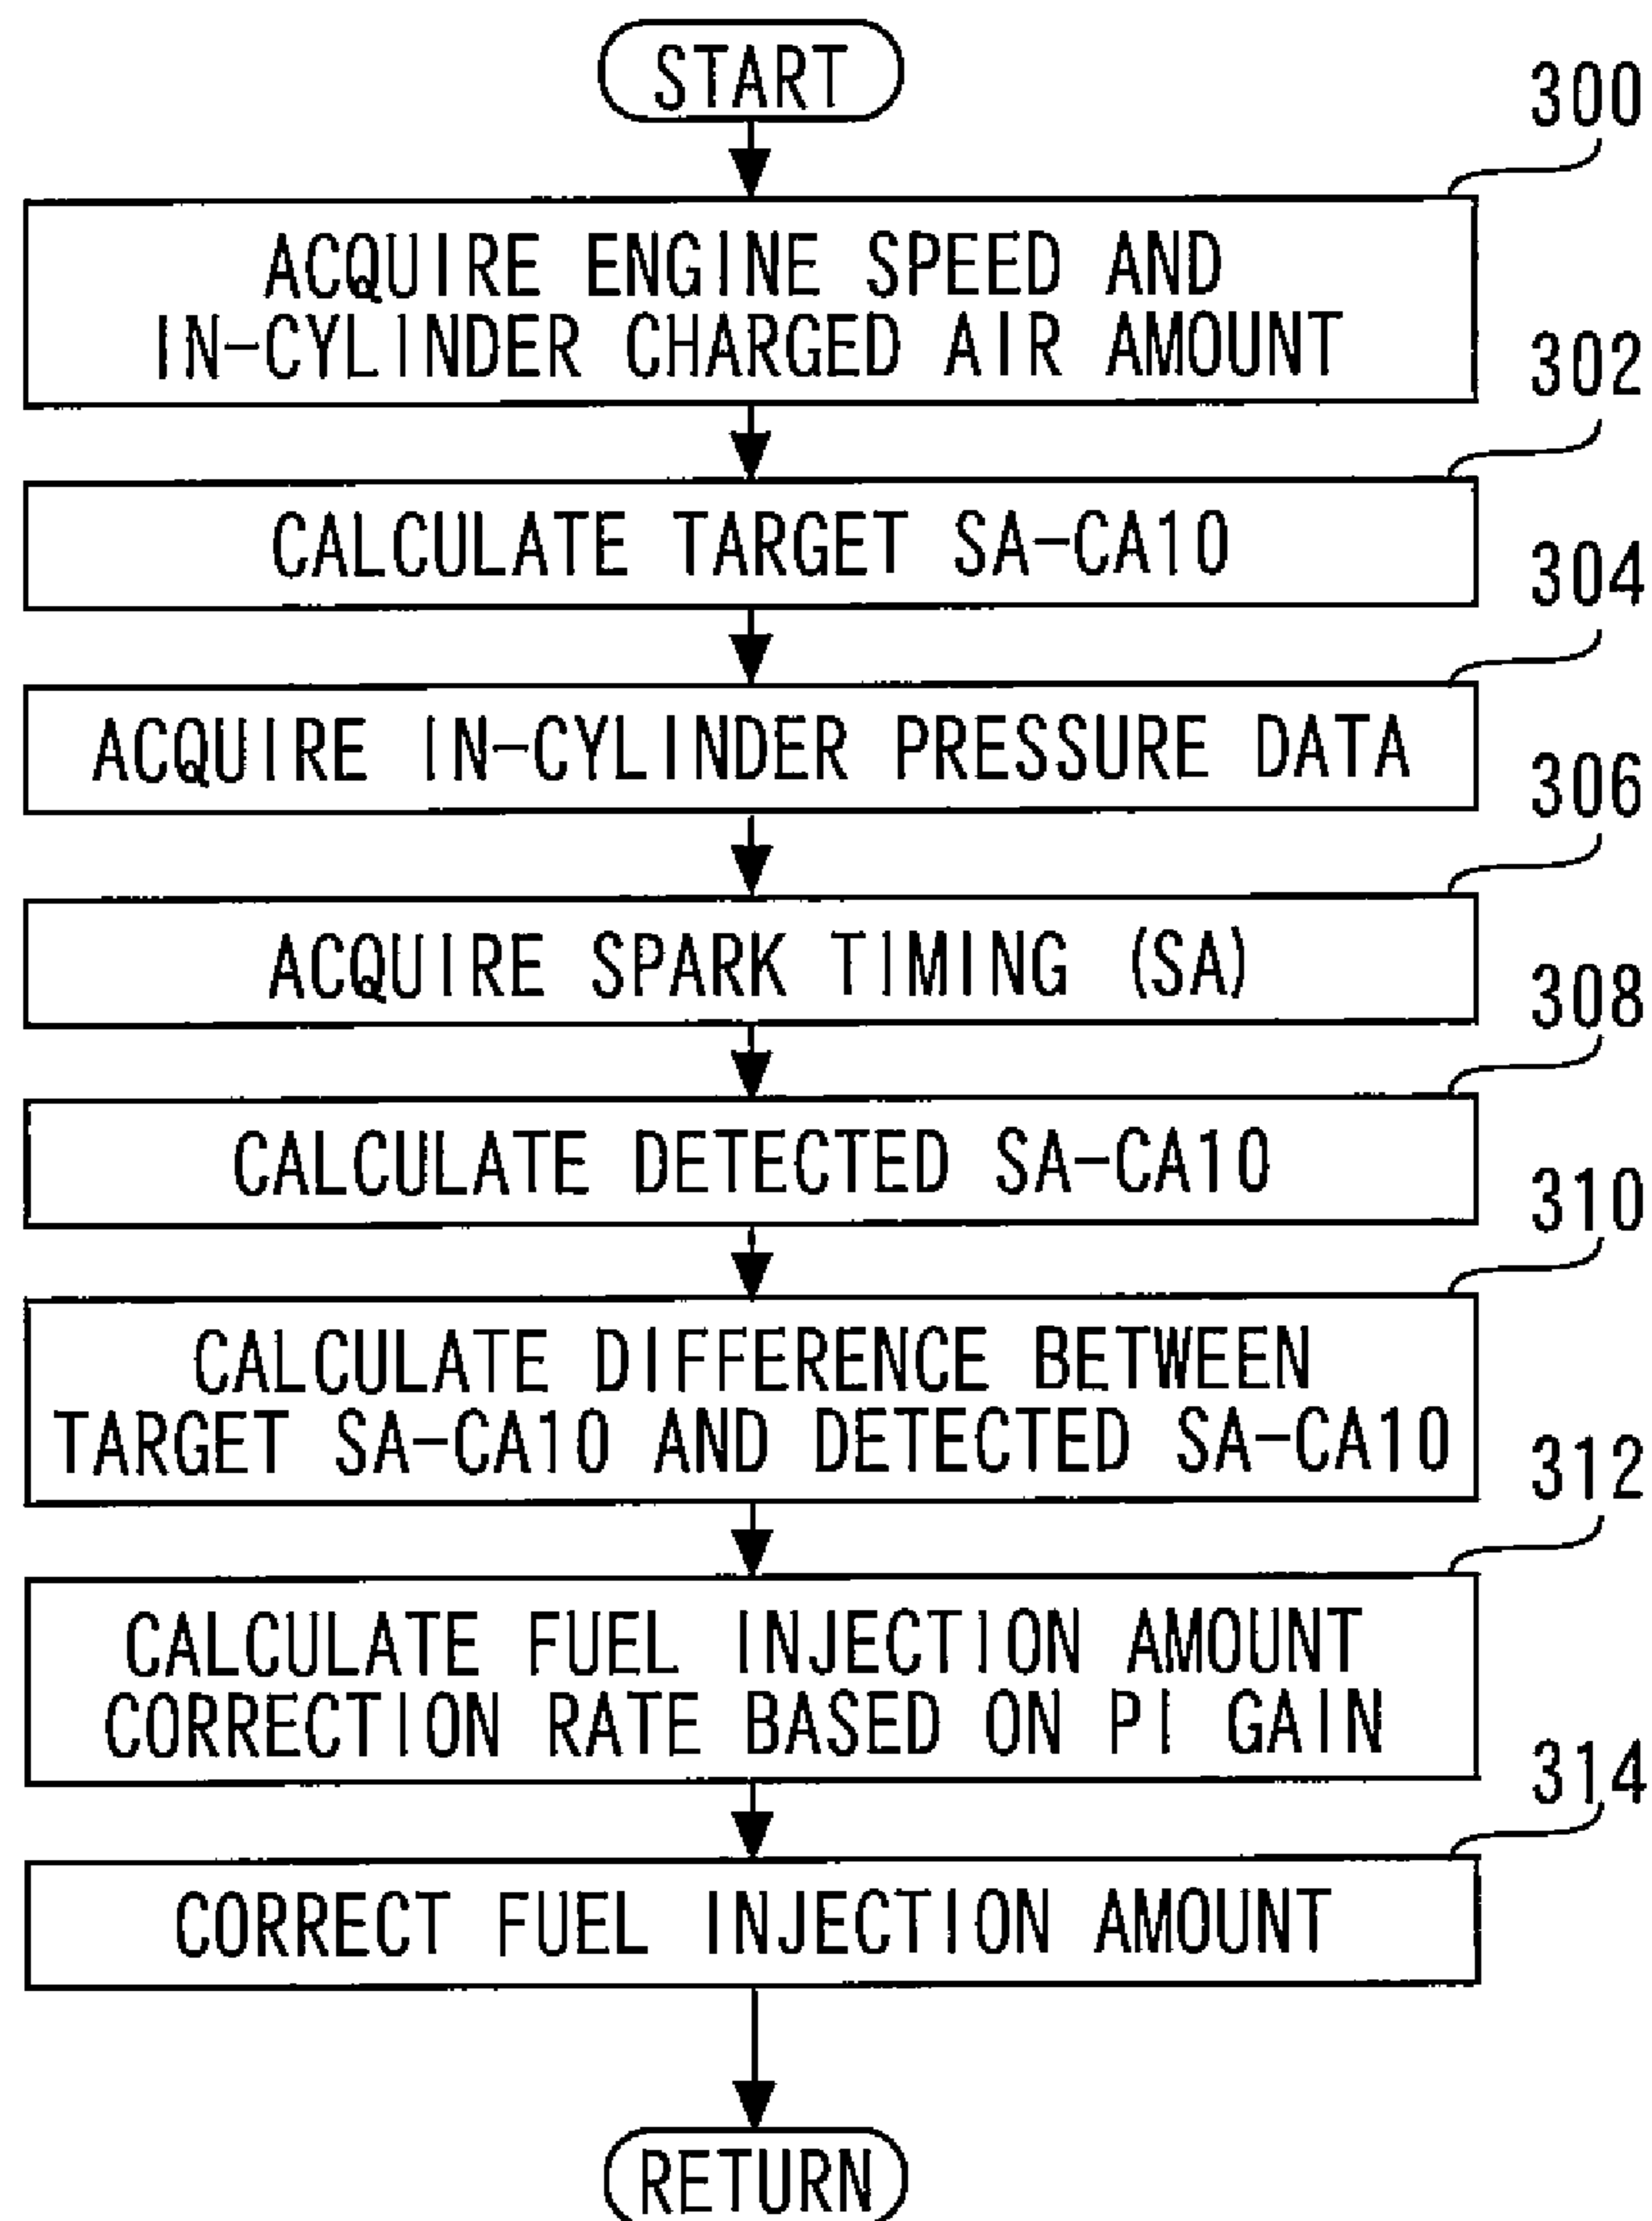 START
300
ACQUIRE ENGINE SPEED AND
IN-CYLINDER CHARGED AIR AMOUNT
302
CALCULATE TARGET SA-CA10
304
ACQUIRE IN-CYLINDER PRESSURE DATA
306
ACQUIRE SPARK TIMING (SA)
308
CALCULATE DETECTED SA-CA10
310
CALCULATE DIFFERENCE BETWEEN
TARGET SA-CA10 AND DETECTED SA-CA10
312
CALCULATE FUEL INJECTION AMOUNT
CORRECTION RATE BASED ON PI GAIN
314
CORRECT FUEL INJECTION AMOUNT
RETURN